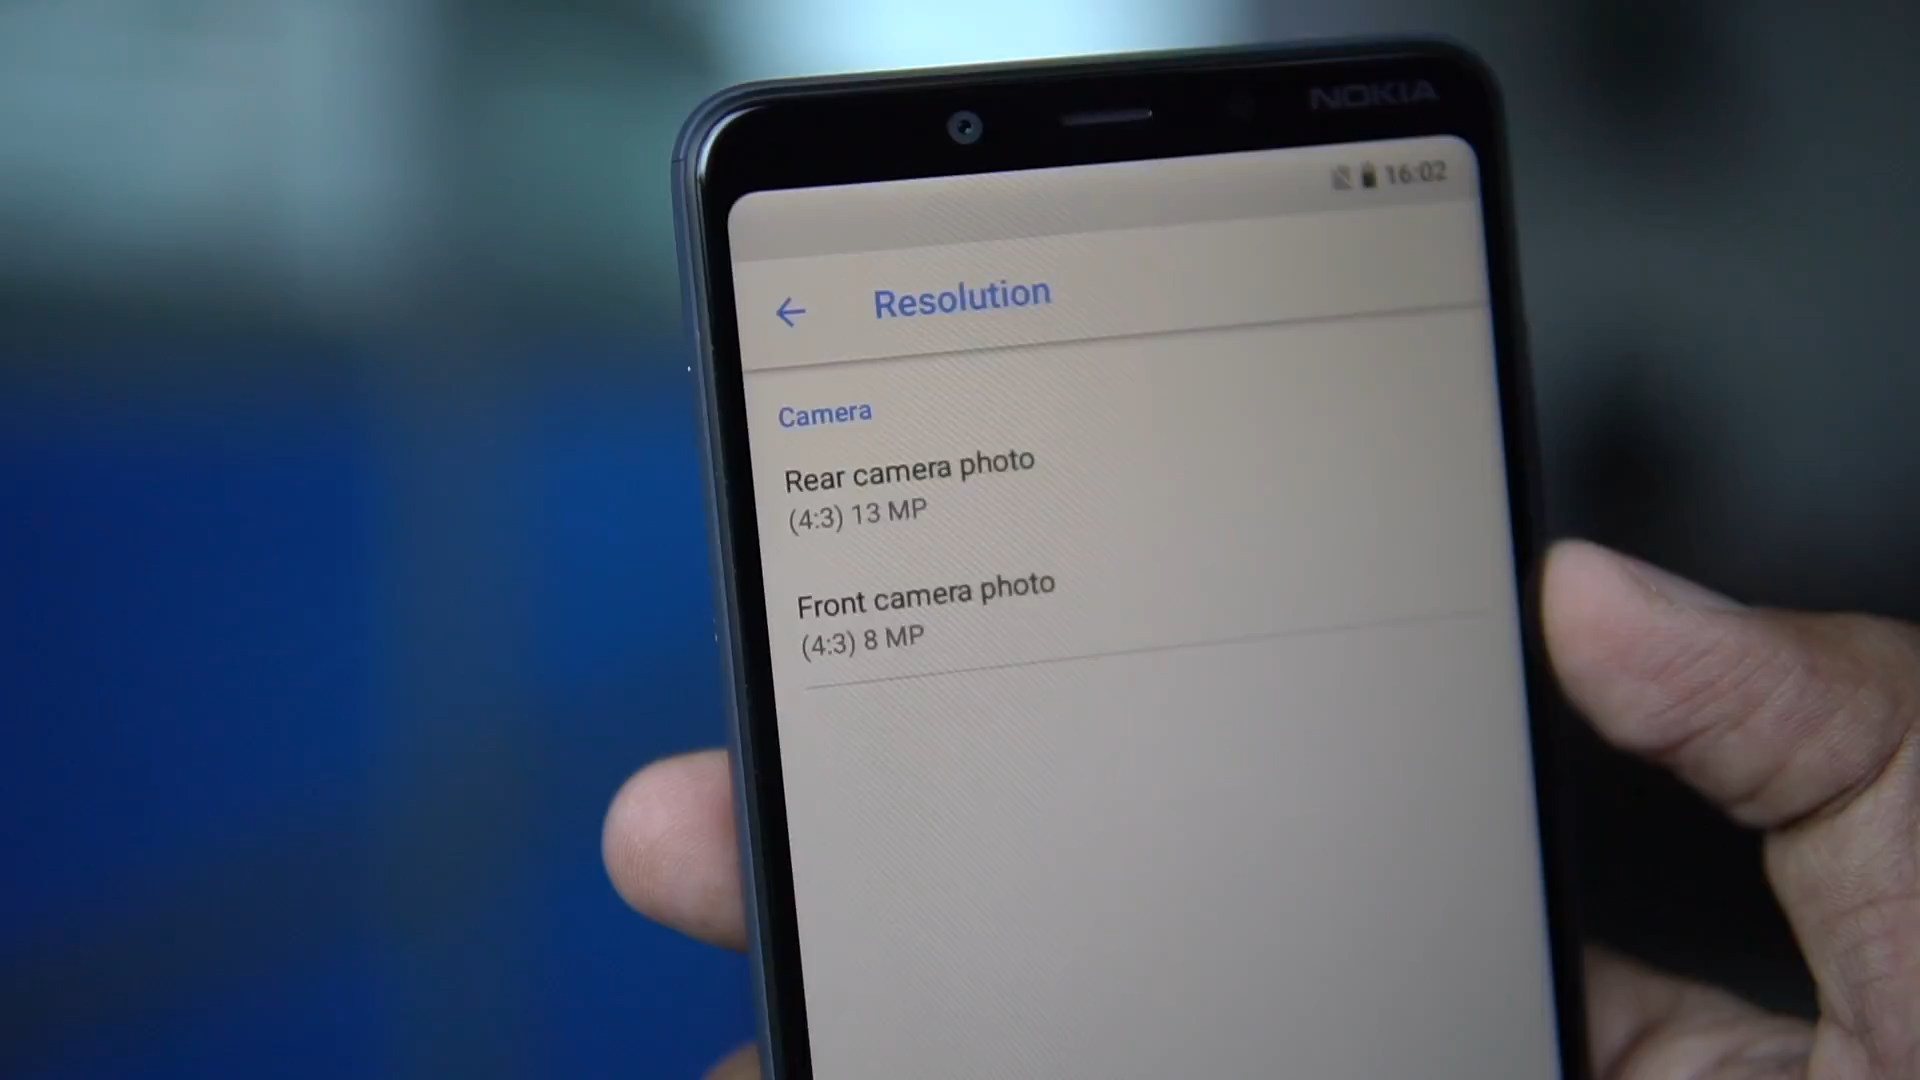 NOKIA
16:02
Resolution
Camera
Rear camera photo
(4:3) 13 MP
Front camera photo
(4:3) 8 MP